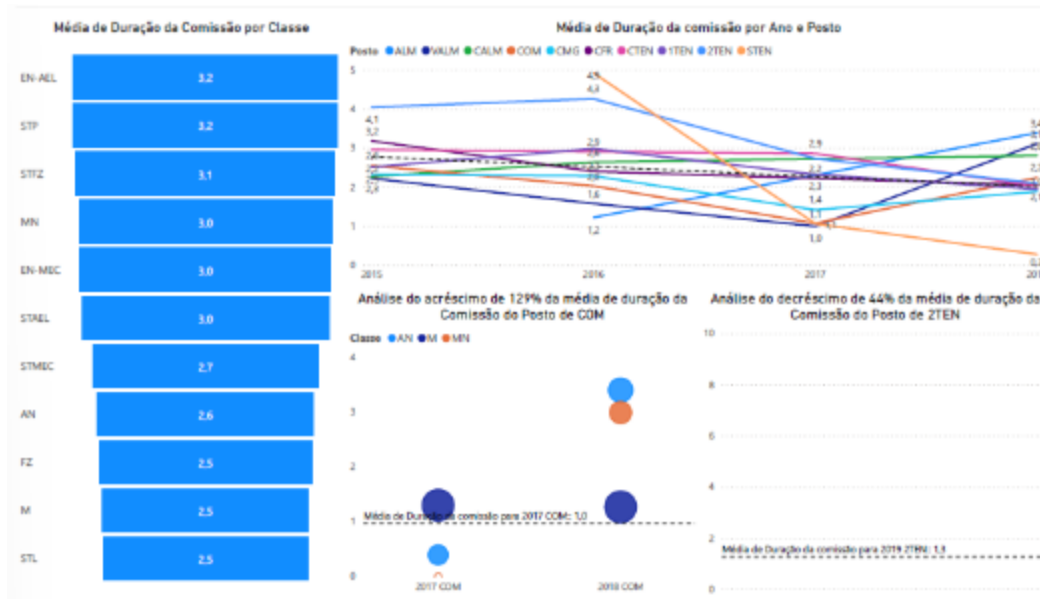 Média de Duração da Comissão por Classe
EN-AEL 3.2
STP 3.2
STFZ 3.1
MN 3.0
EN-MEC 3.0
STAEL 3.0
STMEC 2.7
AN 2.6
FZ 2.5
M 2.5
STL 2.5
Média de Duração da comissão por Ano e Posto
Posto ALM VALM CALM COM CMG CFR CTEN 1TEN 2TEN STEN
5
4
3
2
1
0
4,1
3,2
2,3
4,3
1,6
1,2
2,9
2,3
1,4
1,1
1,0
3,4
2015
2016
2017
Análise do acréscimo de 129% da média de duração da
Comissão do Posto de COM
Classe AN M MN
4
3
2
1
0
Média de Duração da comissão para 2017 COM: 1,0
2017 COM
2018 COM
Análise do decréscimo de 44% da média de duração da
Comissão do Posto de 2TEN
10
8
6
4
2
0
Média de Duração da comissão para 2019 2TEN: 1,3